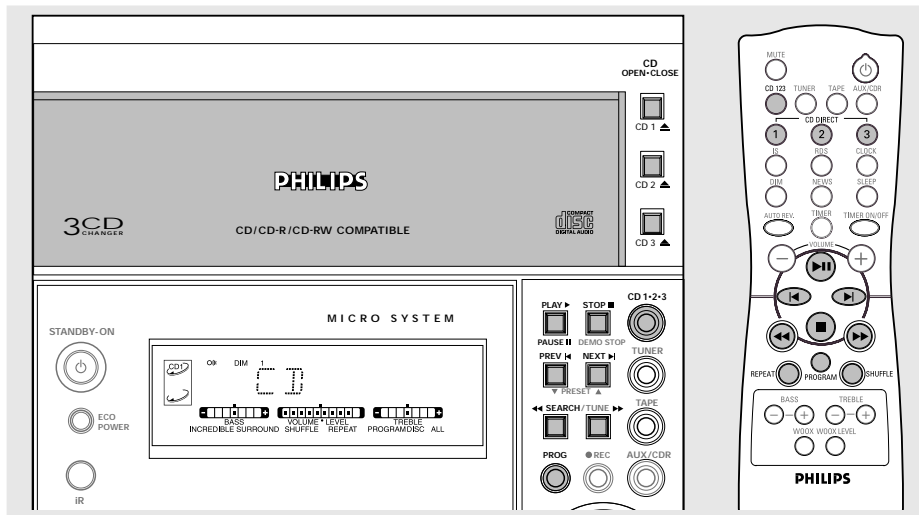 CD
OPEN•CLOSE
CD 1 ⏏
PHILIPS
CD 2 ⏏
3CD
CHANGER
CD/CD-R/CD-RW COMPATIBLE
COMPACT
disc
DIGITAL AUDIO
CD 3 ⏏
MICRO SYSTEM
STANDBY-ON
ECO
POWER
iR
CD1
DIM 1
CD
BASS VOLUME • LEVEL TREBLE
INCREDIBLE SURROUND SHUFFLE REPEAT PROGRAM DISC ALL
PLAY ▶ STOP ■ CD 1•2•3
PAUSE II DEMO STOP
TUNER
PREV |◀ NEXT ▶|
▼ PRESET ▲
TAPE
◀◀ SEARCH/TUNE ▶▶
PROG ● REC AUX/CDR
MUTE
CD 123 TUNER TAPE AUX/CDR
CD DIRECT
1 2 3
IS RDS CLOCK
DIM NEWS SLEEP
AUTO REV. TIMER TIMER ON/OFF
VOLUME
REPEAT PROGRAM SHUFFLE
BASS TREBLE
− + − +
WOOX WOOX LEVEL
PHILIPS